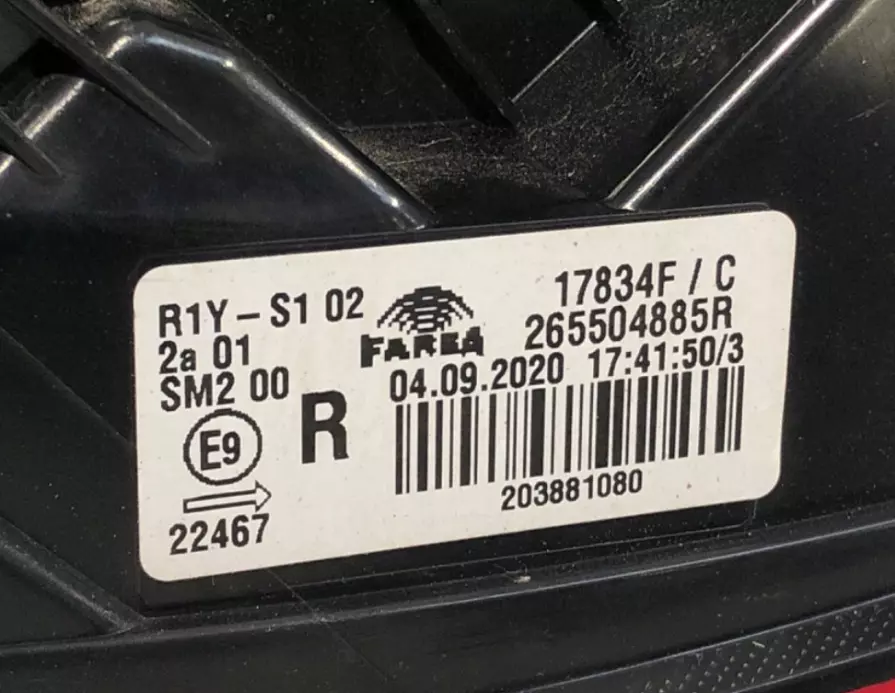 R1Y-S1 02
2a 01
SM2 00
E9
22467
R
FAREA
17834F / C
265504885R
04.09.2020 17:41:50/3
203881080